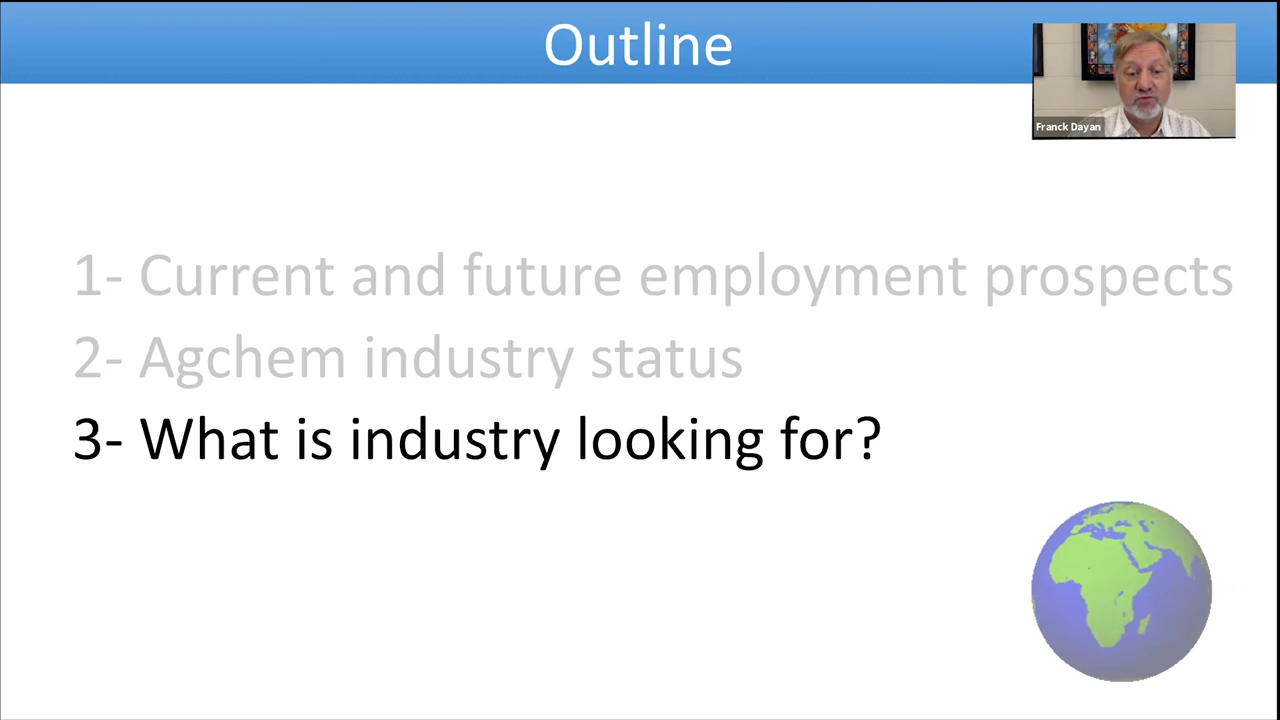 Outline
Franck Dayan
1- Current and future employment prospects
2- Agchem industry status
3- What is industry looking for?